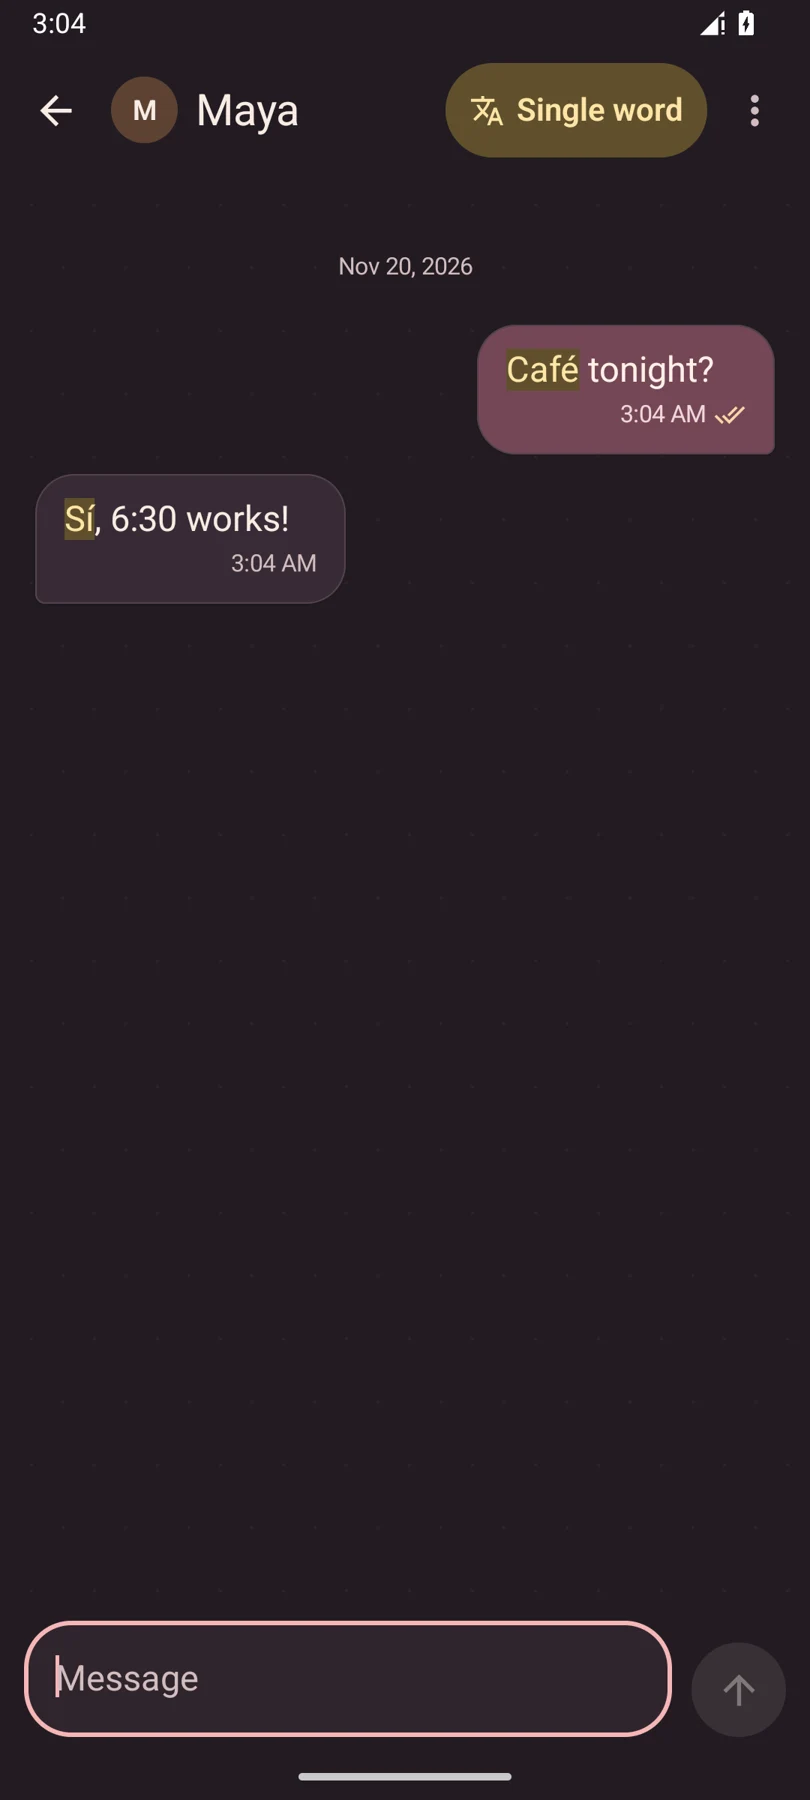 3:04
M Maya Single word
Nov 20, 2026
Café tonight?
3:04 AM
Sí, 6:30 works!
3:04 AM
Message